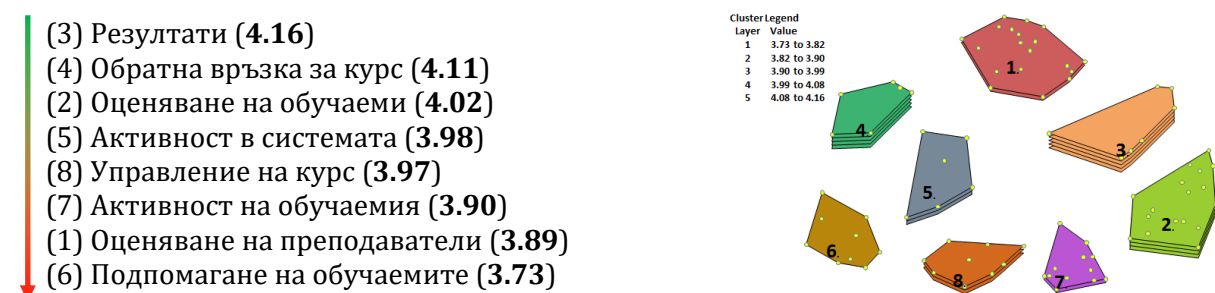 (3) Резултати (4.16)
(4) Обратна връзка за курс (4.11)
(2) Оценяване на обучаеми (4.02)
(5) Активност в системата (3.98)
(8) Управление на курс (3.97)
(7) Активност на обучаемия (3.90)
(1) Оценяване на преподаватели (3.89)
(6) Подпомагане на обучаемите (3.73)
Cluster Legend
Layer Value
1 3.73 to 3.82
2 3.82 to 3.90
3 3.90 to 3.99
4 3.99 to 4.08
5 4.08 to 4.16
1.
4.
3.
5.
2.
6.
8.
7.